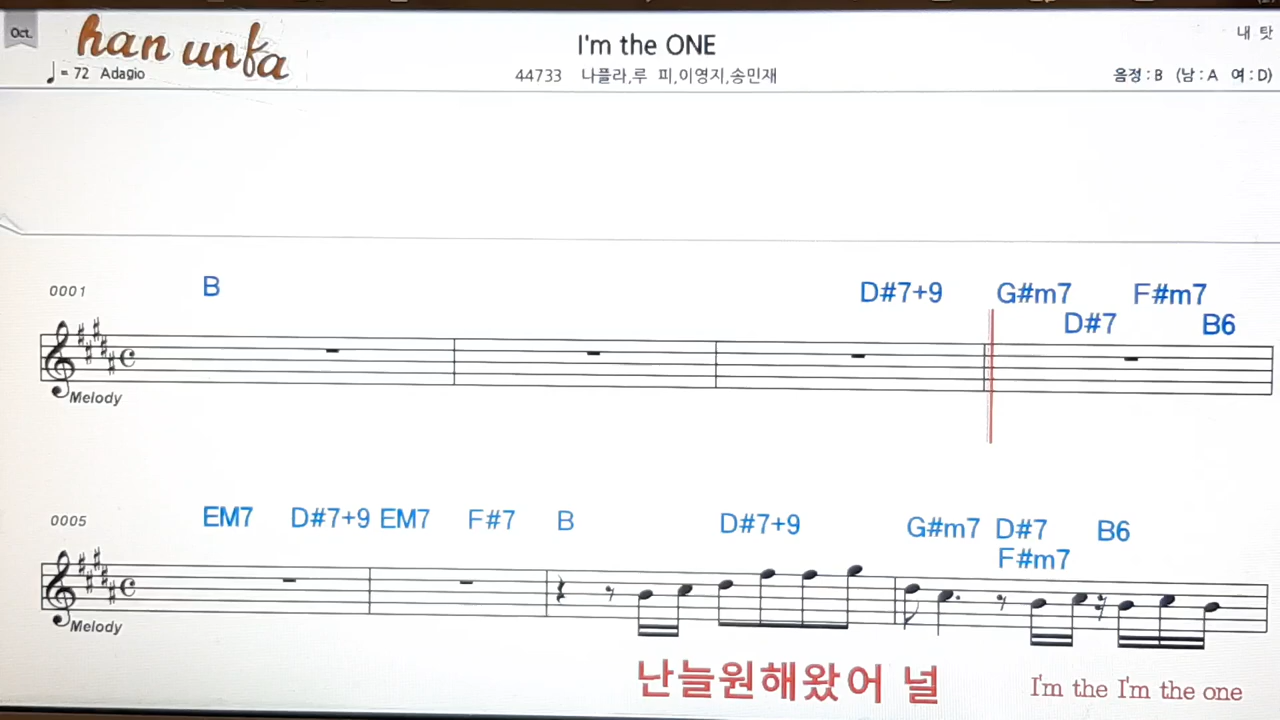 Oct.
han unfa
I'm the ONE
내 탓
= 72 Adagio
44733 나플라,루 피,이영지,송민재
음정 : B (남 : A 여 : D)
0001
B D#7+9 G#m7 F#m7
D#7 B6
Melody
0005
EM7 D#7+9 EM7 F#7 B D#7+9 G#m7 D#7 B6
F#m7
Melody
난늘원해왔어 널 I'm the I'm the one